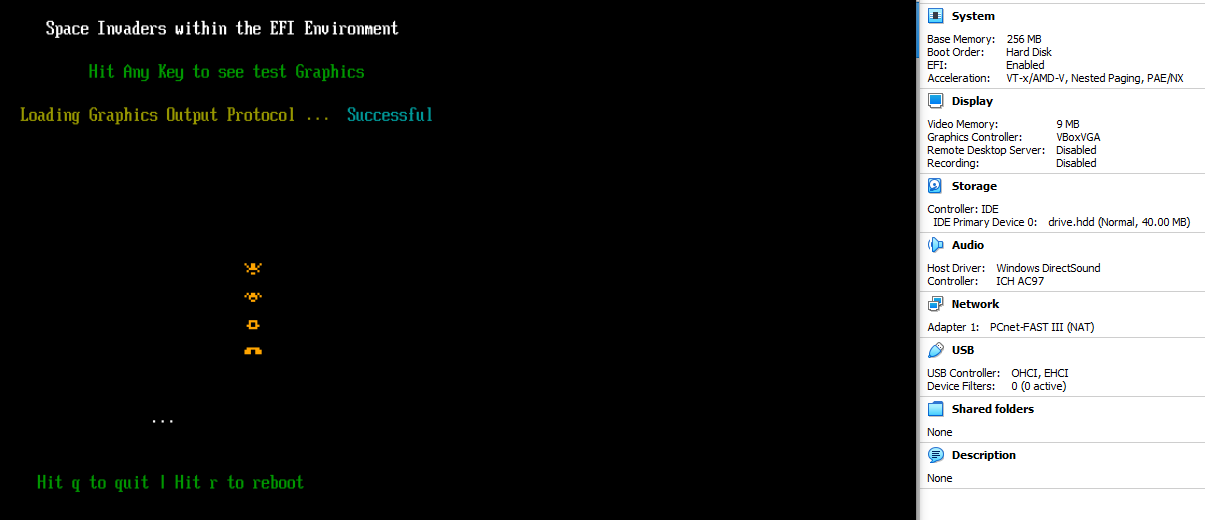 Space Invaders within the EFI Environment
Hit Any Key to see test Graphics
Loading Graphics Output Protocol ... Successful
...
Hit q to quit | Hit r to reboot
System
Base Memory: 256 MB
Boot Order: Hard Disk
EFI: Enabled
Acceleration: VT-x/AMD-V, Nested Paging, PAE/NX
Display
Video Memory: 9 MB
Graphics Controller: VBoxVGA
Remote Desktop Server: Disabled
Recording: Disabled
Storage
Controller: IDE
IDE Primary Device 0: drive.hdd (Normal, 40.00 MB)
Audio
Host Driver: Windows DirectSound
Controller: ICH AC97
Network
Adapter 1: PCnet-FAST III (NAT)
USB
USB Controller: OHCI, EHCI
Device Filters: 0 (0 active)
Shared folders
None
Description
None